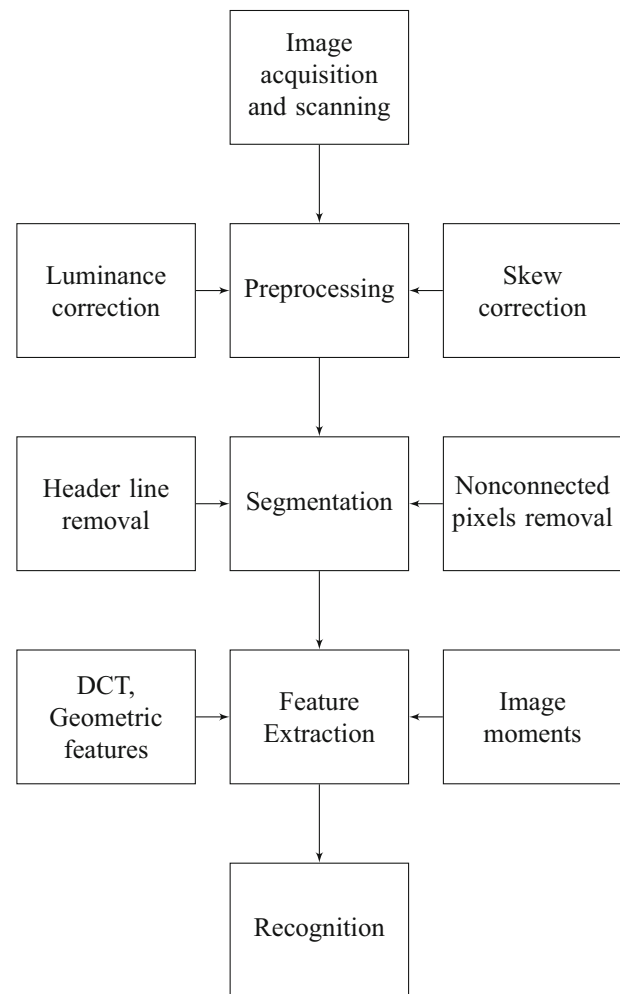 Image
acquisition
and scanning
Luminance
correction
Preprocessing
Skew
correction
Header line
removal
Segmentation
Nonconnected
pixels removal
DCT,
Geometric
features
Feature
Extraction
Image
moments
Recognition